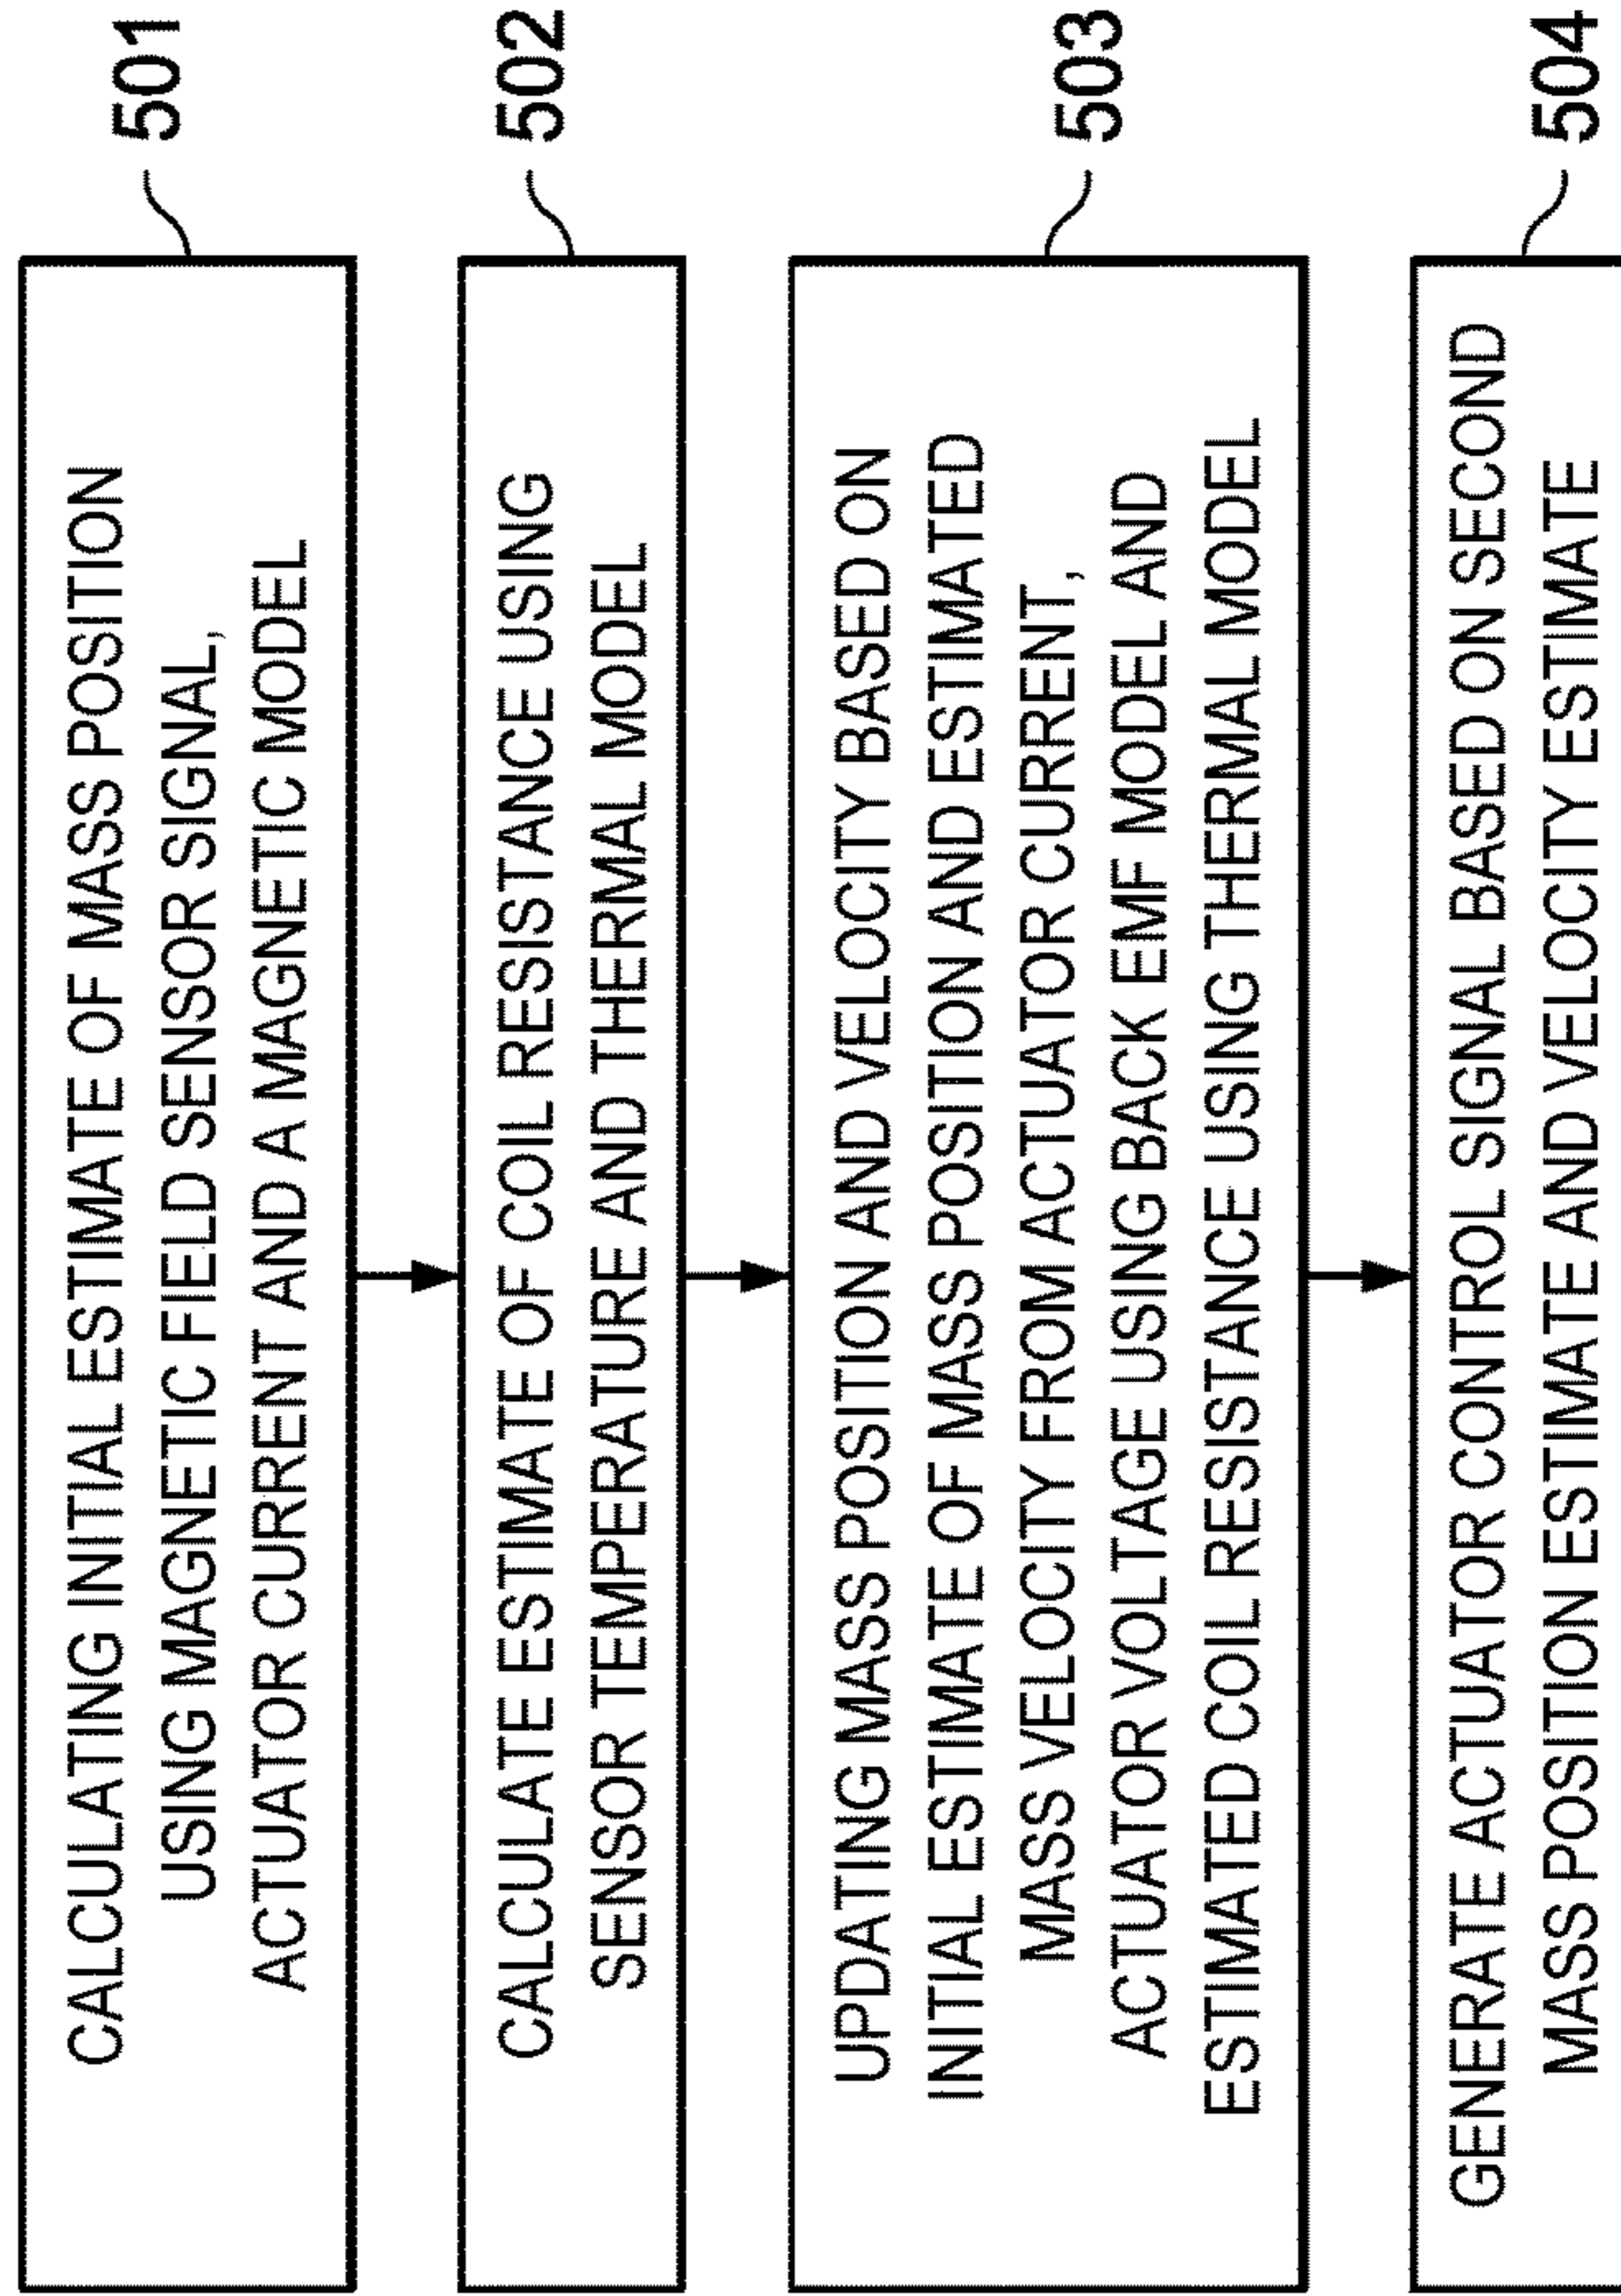 CALCULATING INITIAL ESTIMATE OF MASS POSITION
USING MAGNETIC FIELD SENSOR SIGNAL,
ACTUATOR CURRENT AND A MAGNETIC MODEL
501
CALCULATE ESTIMATE OF COIL RESISTANCE USING
SENSOR TEMPERATURE AND THERMAL MODEL
502
UPDATING MASS POSITION AND VELOCITY BASED ON
INITIAL ESTIMATE OF MASS POSITION AND ESTIMATED
MASS VELOCITY FROM ACTUATOR CURRENT,
ACTUATOR VOLTAGE USING BACK EMF MODEL AND
ESTIMATED COIL RESISTANCE USING THERMAL MODEL
503
GENERATE ACTUATOR CONTROL SIGNAL BASED ON SECOND
MASS POSITION ESTIMATE AND VELOCITY ESTIMATE
504